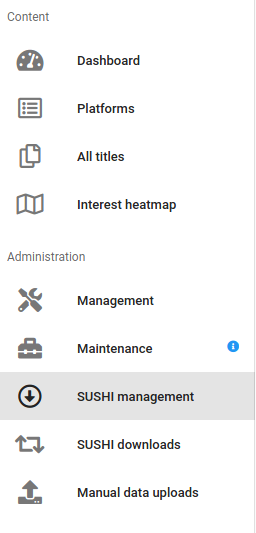 Content
Dashboard
Platforms
All titles
Interest heatmap
Administration
Management
Maintenance
SUSHI management
SUSHI downloads
Manual data uploads